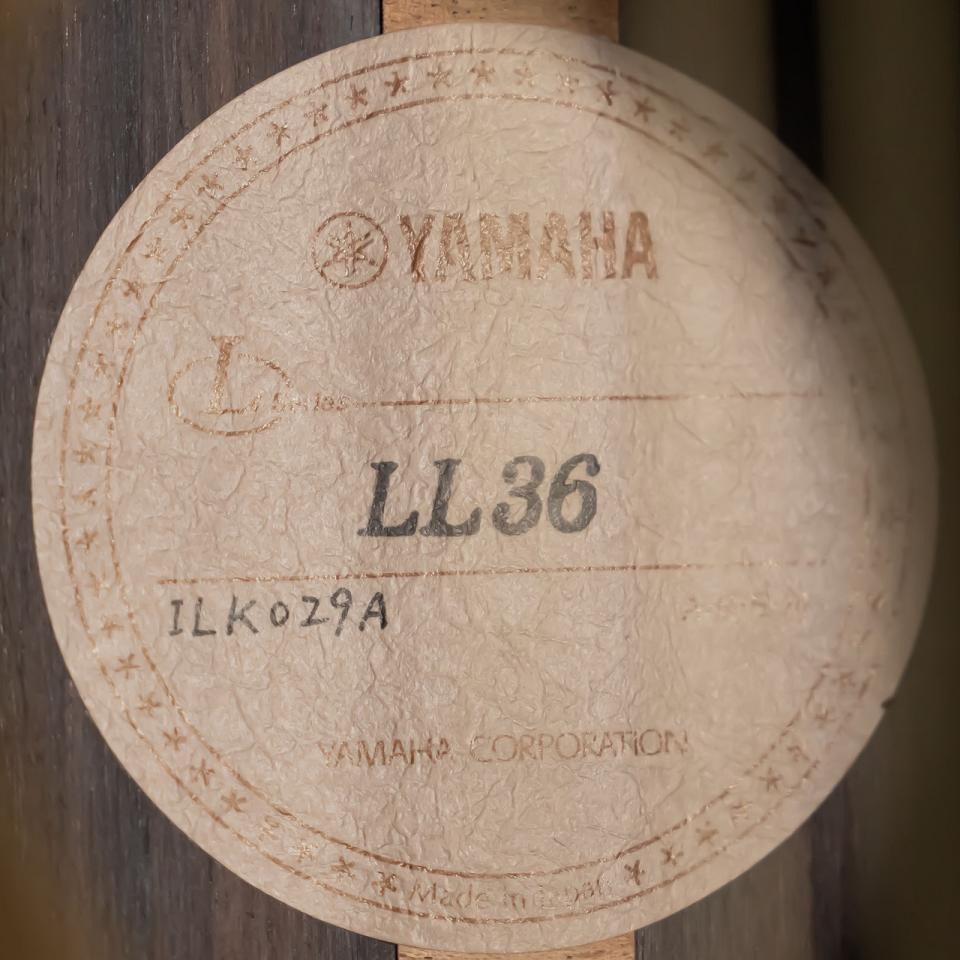 YAMAHA
L Series
LL36
ILK029A
YAMAHA CORPORATION
Made in Japan